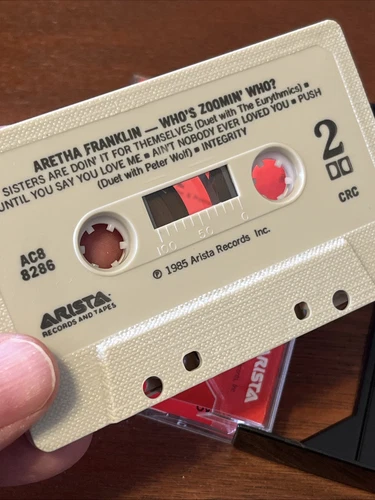 ARETHA FRANKLIN — WHO'S ZOOMIN' WHO?
SISTERS ARE DOIN' IT FOR THEMSELVES (Duet with The Eurythmics) ■
UNTIL YOU SAY YOU LOVE ME ■ AIN'T NOBODY EVER LOVED YOU ■ PUSH
(Duet with Peter Wolf) ■ INTEGRITY
2
CRC
AC8
8286
100 50 0
℗ 1985 Arista Records Inc.
ARISTA
RECORDS AND TAPES
ARISTA